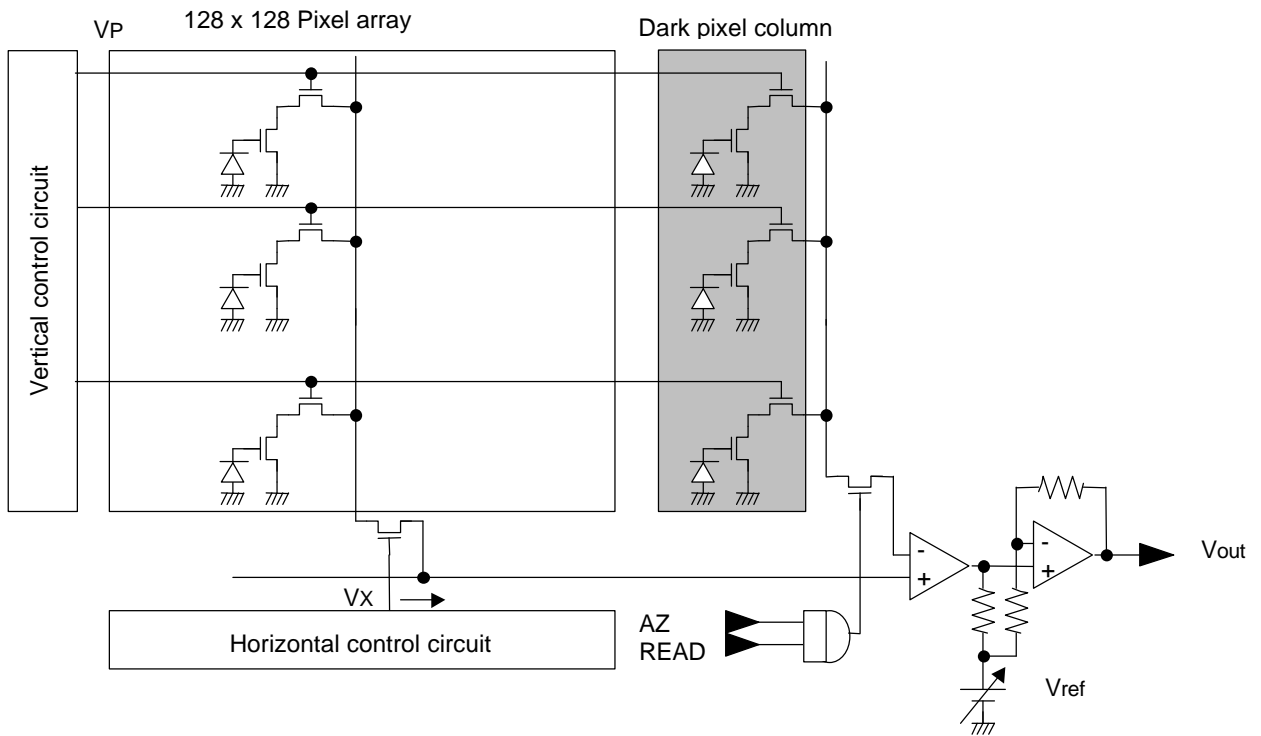 128 x 128 Pixel array
VP
Dark pixel column
Vertical control circuit
-
+
-
+
Vout
VX
Horizontal control circuit
AZ
READ
Vref